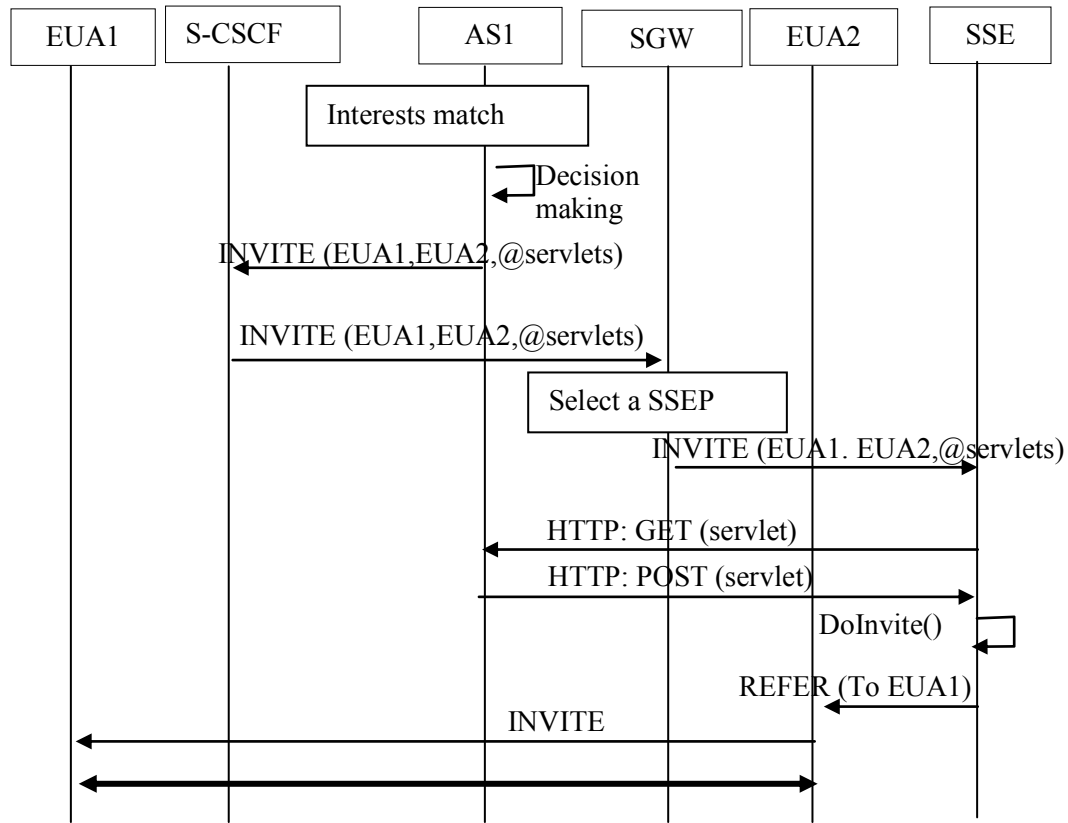 EUA1
S-CSCF
AS1
SGW
EUA2
SSE
Interests match
Decision
making
INVITE (EUA1,EUA2,@servlets)
INVITE (EUA1,EUA2,@servlets)
Select a SSEP
INVITE (EUA1. EUA2,@servlets)
HTTP: GET (servlet)
HTTP: POST (servlet)
DoInvite()
REFER (To EUA1)
INVITE